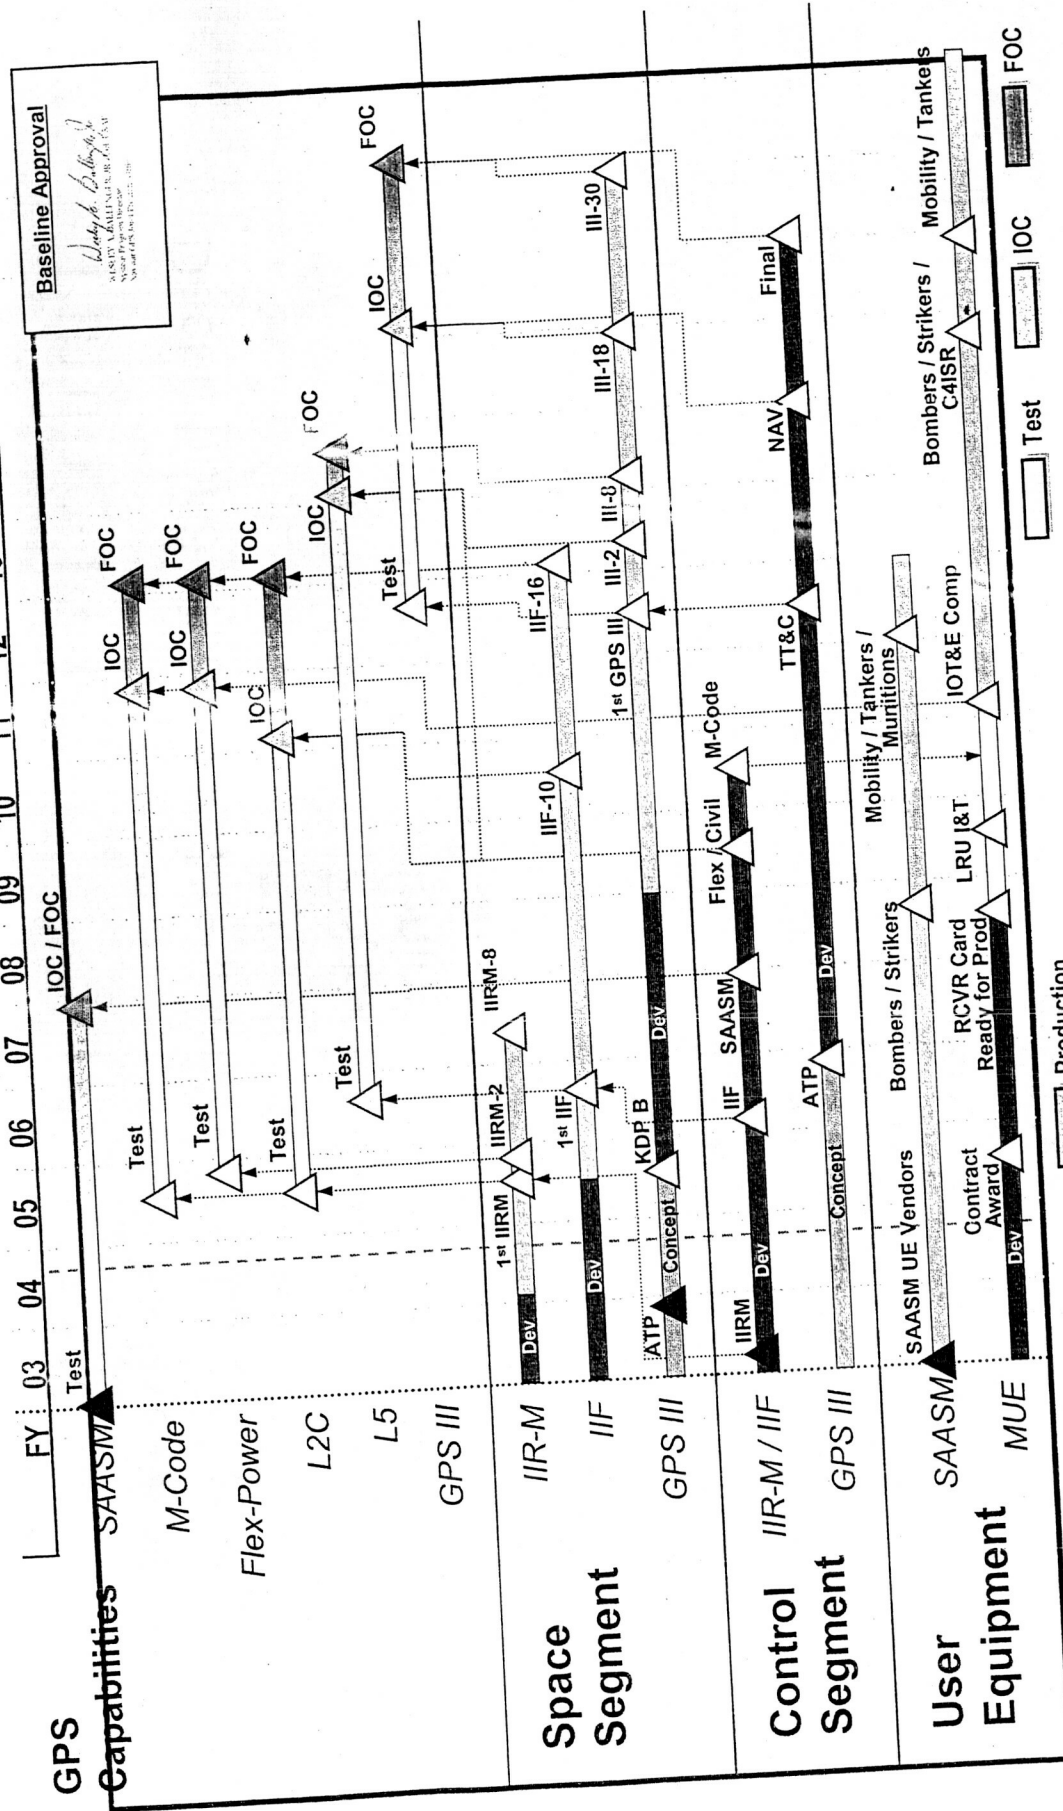 Baseline Approval
FY 03 04 05 06 07 08 09 10 11 12
GPS
Capabilities
SAASM
Test
IOC / FOC
M-Code
Test
IOC
FOC
Flex-Power
Test
IOC
FOC
L2C
Test
IOC
FOC
L5
Test
IOC
FOC
GPS III
Test
IOC
FOC
Space
Segment
IIR-M
Dev
1st IIRM
IIRM-2
IIRM-8
IIF
Dev
1st IIF
IIF-10
IIF-16
GPS III
ATP
Concept
KDP B
Dev
1st GPS III
III-2
III-8
III-18
III-30
Control
Segment
IIR-M / IIF
IIRM
Dev
IIF
SAASM
Flex / Civil
M-Code
GPS III
Concept
ATP
Dev
TT&C
NAV
Final
User
Equipment
SAASM
SAASM UE Vendors
Bombers / Strikers
Mobility / Tankers /
Munitions
MUE
Dev
Contract
Award
RCVR Card
Ready for Prod
LRU I&T
IOT&E Comp
Bombers / Strikers /
C4ISR
Mobility / Tankers
Production
Test
IOC
FOC